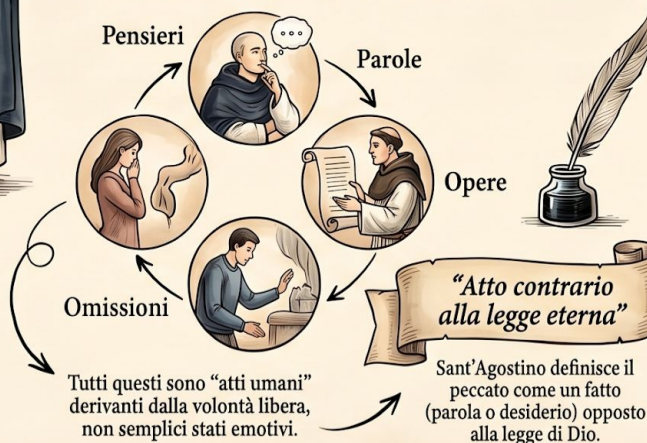 Pensieri
Parole
Opere
Omissioni
“Atto contrario
alla legge eterna”
Tutti questi sono “atti umani”
derivanti dalla volontà libera,
non semplici stati emotivi.
Sant’Agostino definisce il
peccato come un fatto
(parola o desiderio) opposto
alla legge di Dio.